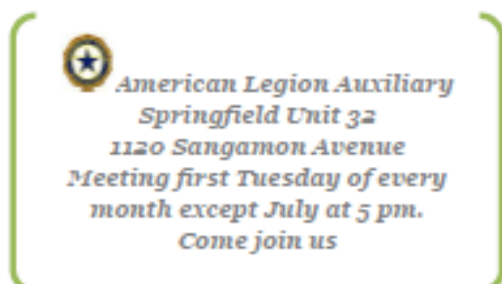 American Legion Auxiliary
Springfield Unit 32
1120 Sangamon Avenue
Meeting first Tuesday of every
month except July at 5 pm.
Come join us